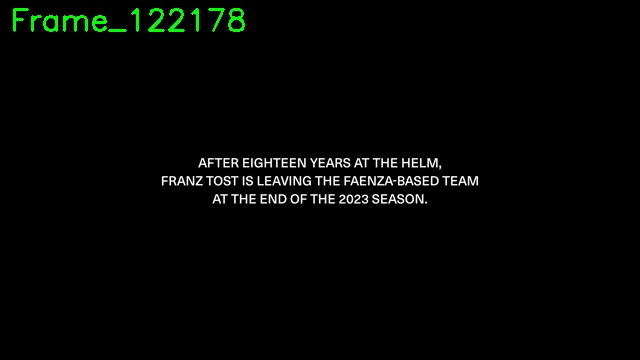 Frame_122178
AFTER EIGHTEEN YEARS AT THE HELM,
FRANZ TOST IS LEAVING THE FAENZA-BASED TEAM
AT THE END OF THE 2023 SEASON.